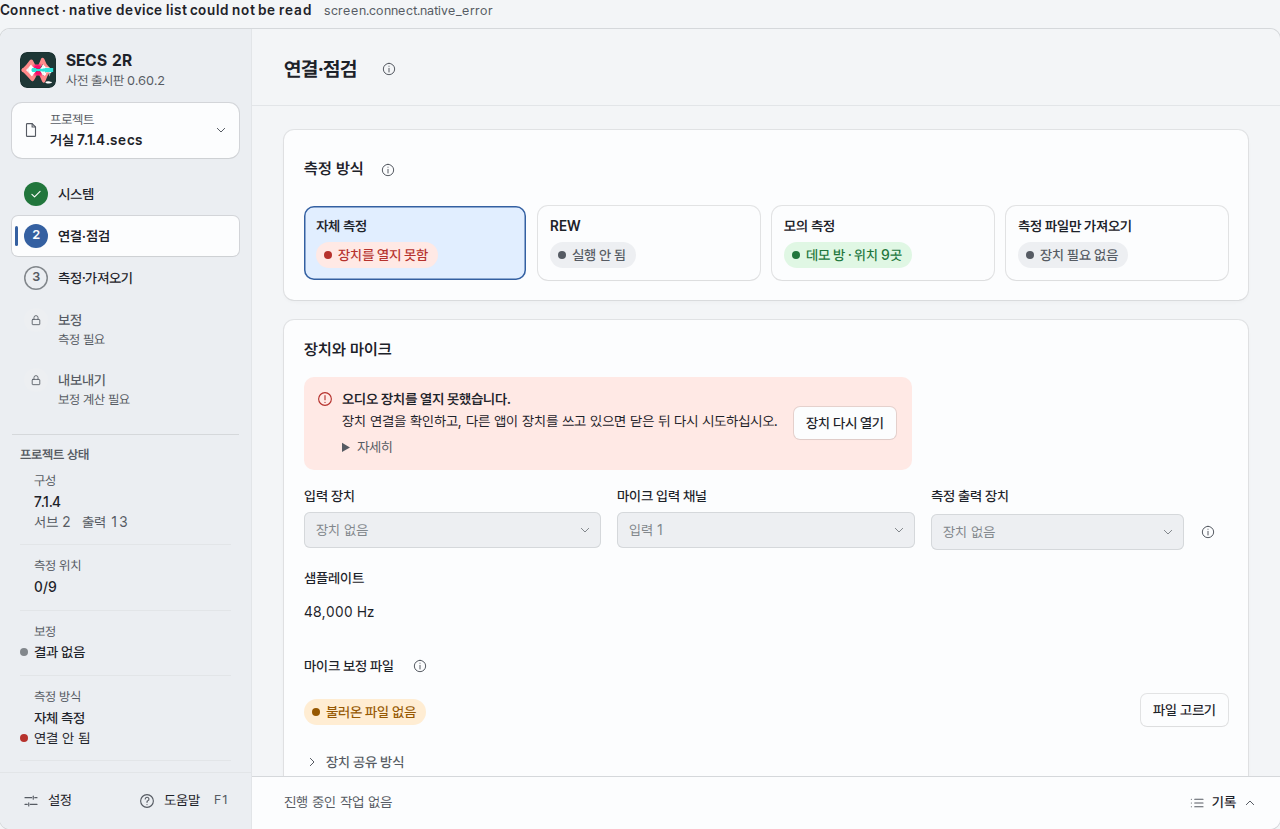 Connect · native device list could not be read screen.connect.native_error
SECS 2R
사전 출시판 0.60.2
프로젝트
거실 7.1.4.secs
시스템
2 연결·점검
3 측정·가져오기
보정
측정 필요
내보내기
보정 계산 필요
프로젝트 상태
구성
7.1.4
서브 2 출력 13
측정 위치
0/9
보정
결과 없음
측정 방식
자체 측정
연결 안 됨
설정 도움말 F1
연결·점검
측정 방식
자체 측정
장치를 열지 못함
REW
실행 안 됨
모의 측정
데모 방 · 위치 9곳
측정 파일만 가져오기
장치 필요 없음
장치와 마이크
오디오 장치를 열지 못했습니다.
장치 연결을 확인하고, 다른 앱이 장치를 쓰고 있으면 닫은 뒤 다시 시도하십시오.
자세히
장치 다시 열기
입력 장치
장치 없음
마이크 입력 채널
입력 1
측정 출력 장치
장치 없음
샘플레이트
48,000 Hz
마이크 보정 파일
불러온 파일 없음
파일 고르기
장치 공유 방식
진행 중인 작업 없음
기록